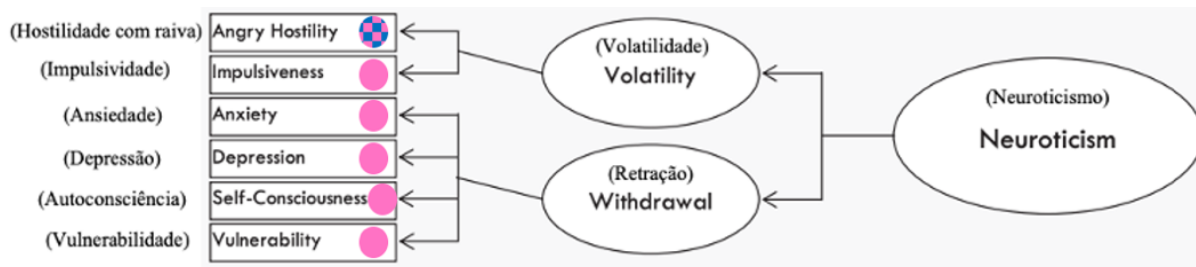 (Hostilidade com raiva) Angry Hostility
(Impulsividade) Impulsiveness
(Ansiedade) Anxiety
(Depressão) Depression
(Autoconsciência) Self-Consciousness
(Vulnerabilidade) Vulnerability
(Volatilidade)
Volatility
(Retração)
Withdrawal
(Neuroticismo)
Neuroticism